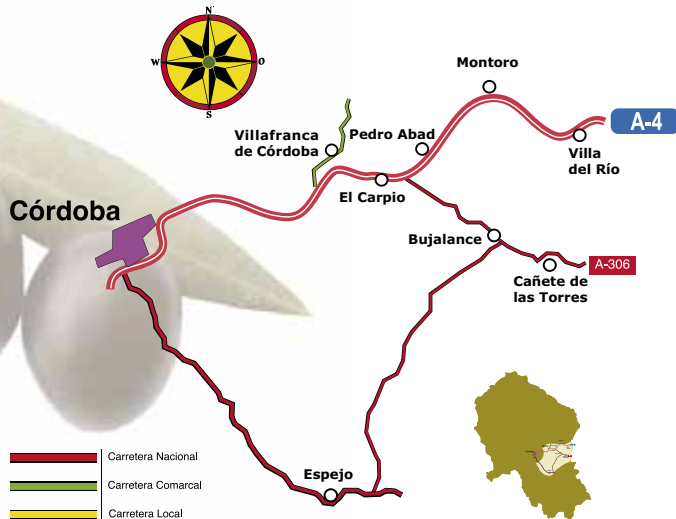 N
W
O
S
Montoro
A-4
Villafranca
de Córdoba
Pedro Abad
Villa
del Río
El Carpio
Córdoba
Bujalance
A-306
Cañete de
las Torres
Espejo
Carretera Nacional
Carretera Comarcal
Carretera Local